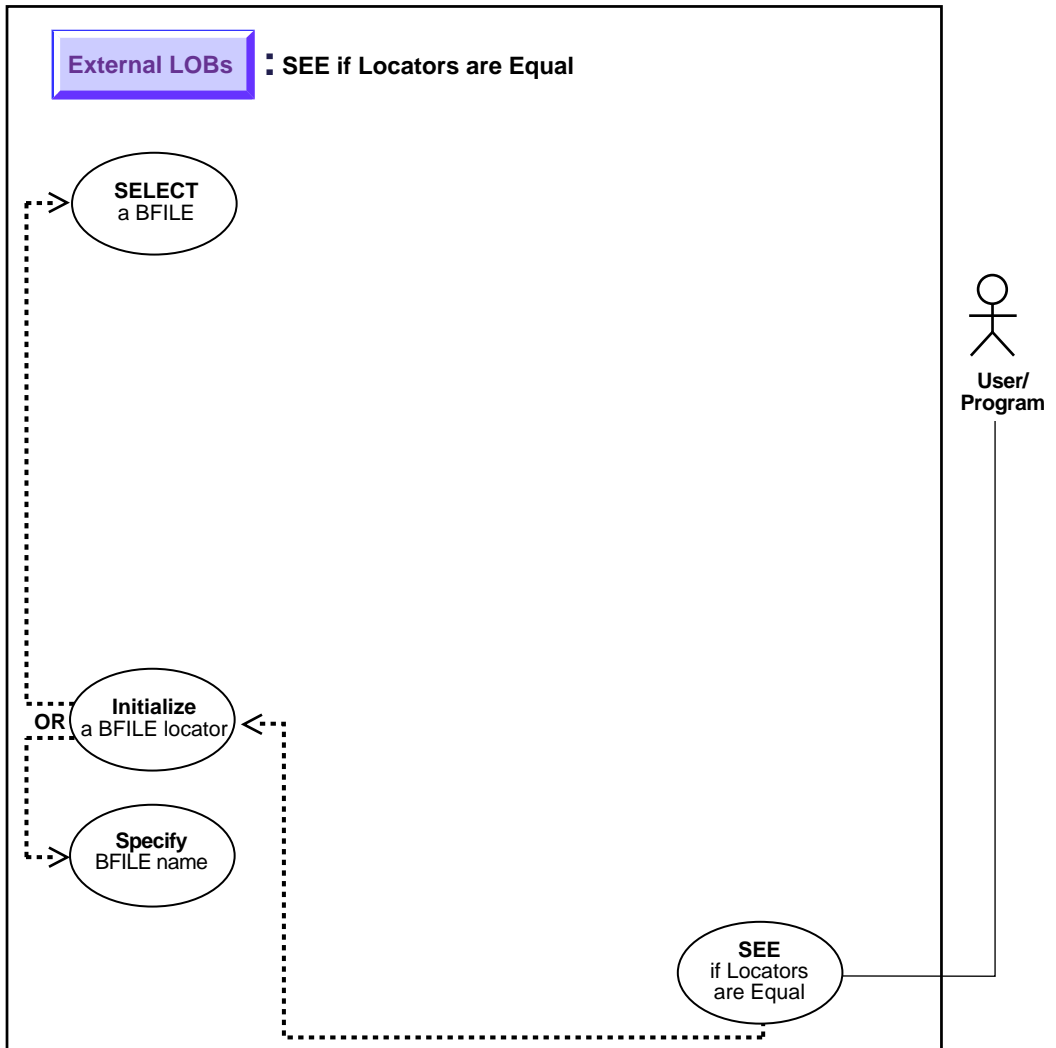 External LOBs : SEE if Locators are Equal
SELECT
a BFILE
User/
Program
Initialize
OR a BFILE locator
Specify
BFILE name
SEE
if Locators
are Equal